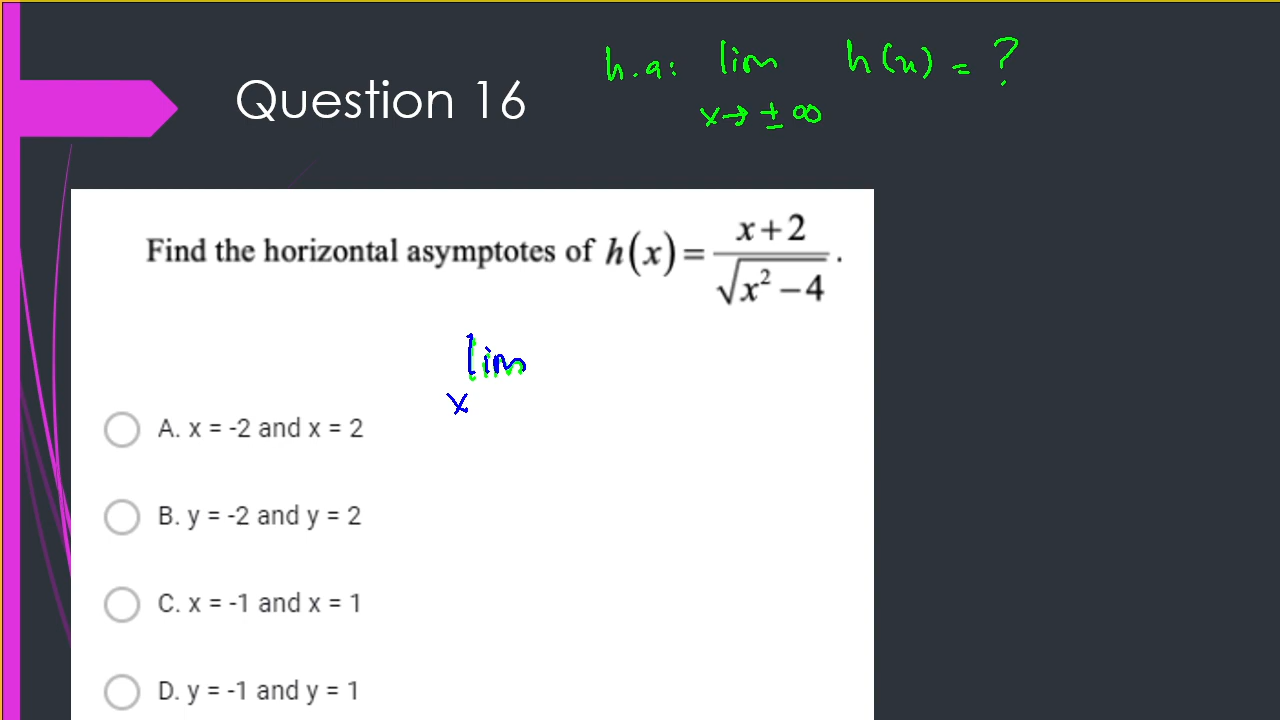 h.a: lim h(x) = ?
x→ ± ∞
Question 16
Find the horizontal asymptotes of h(x) = (x+2)/√(x² − 4) .
lim
x
A. x = -2 and x = 2
B. y = -2 and y = 2
C. x = -1 and x = 1
D. y = -1 and y = 1